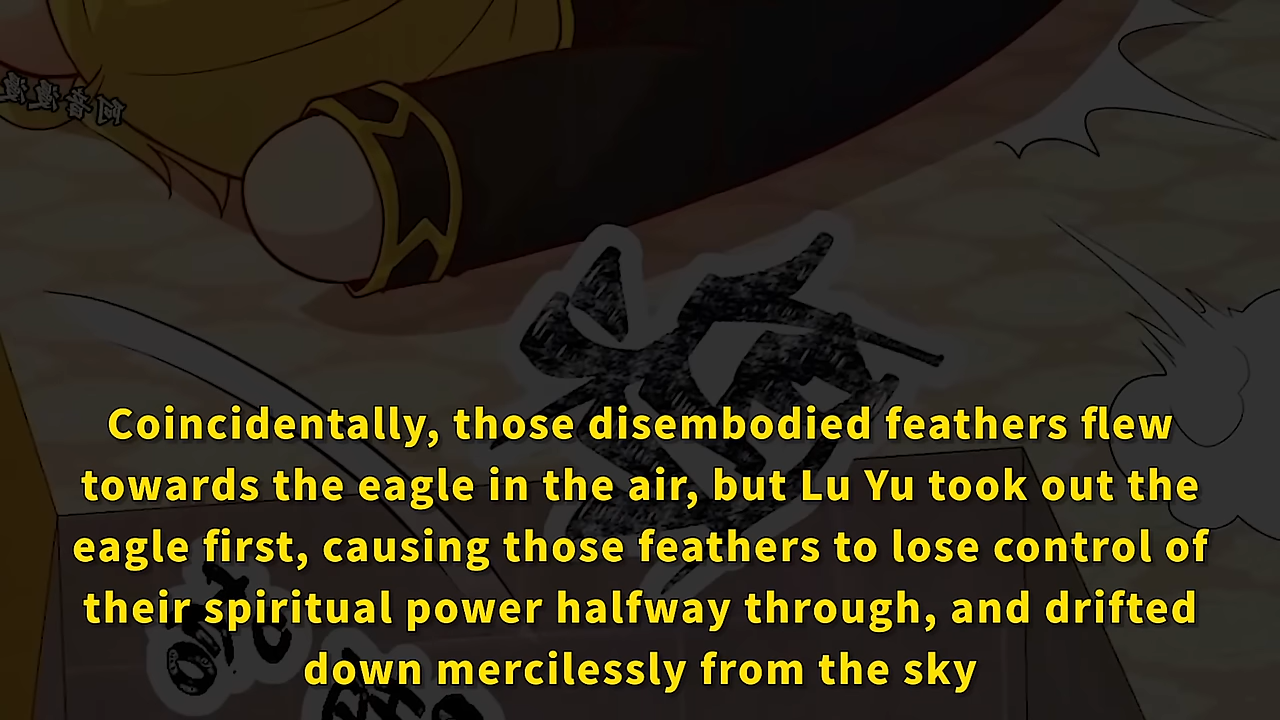 Coincidentally, those disembodied feathers flew
towards the eagle in the air, but Lu Yu took out the
eagle first, causing those feathers to lose control of
their spiritual power halfway through, and drifted
down mercilessly from the sky